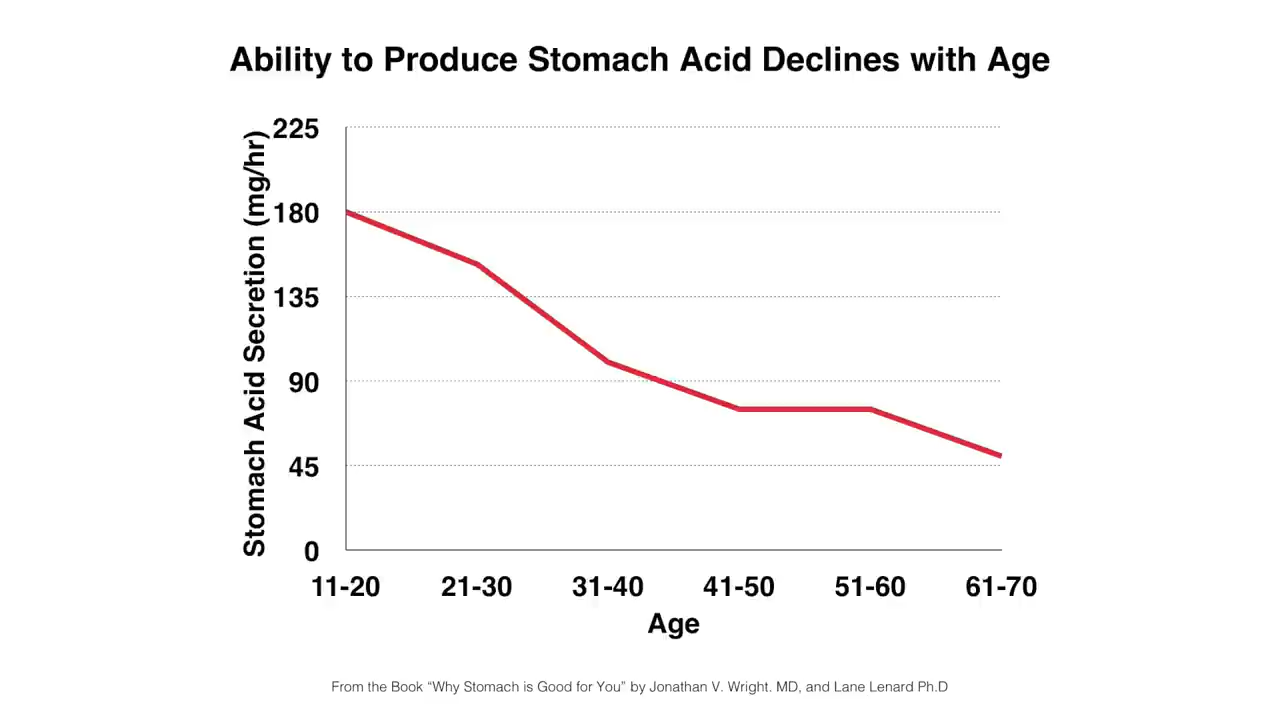 Ability to Produce Stomach Acid Declines with Age
Stomach Acid Secretion (mg/hr)
225
180
135
90
45
0
11-20 21-30 31-40 41-50 51-60 61-70
Age
From the Book “Why Stomach is Good for You” by Jonathan V. Wright. MD, and Lane Lenard Ph.D